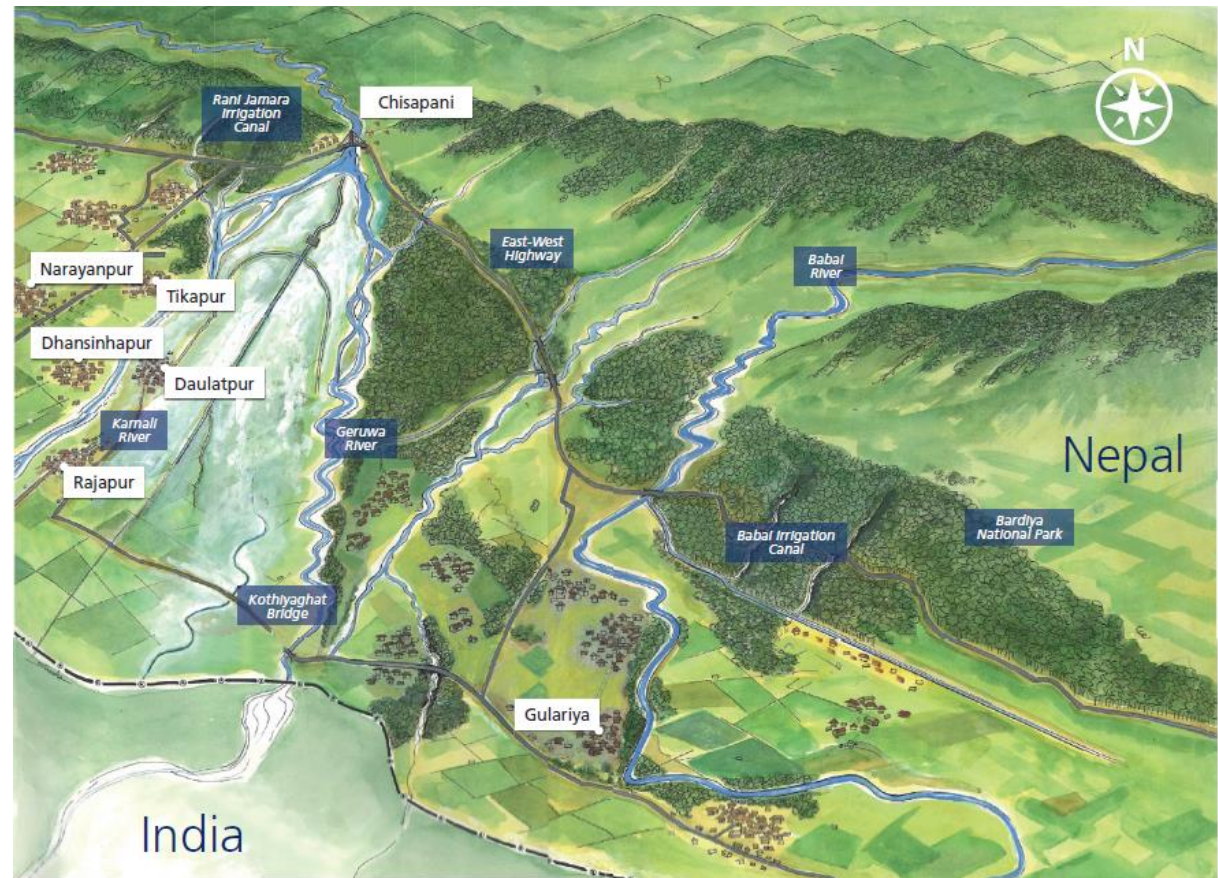 N
Rani Jamara
Irrigation
Canal
Chisapani
East-West
Highway
Babai
River
Narayanpur
Tikapur
Dhansinhapur
Daulatpur
Karnali
River
Geruwa
River
Nepal
Rajapur
Babai Irrigation
Canal
Bardiya
National Park
Kothiyaghat
Bridge
Gulariya
India